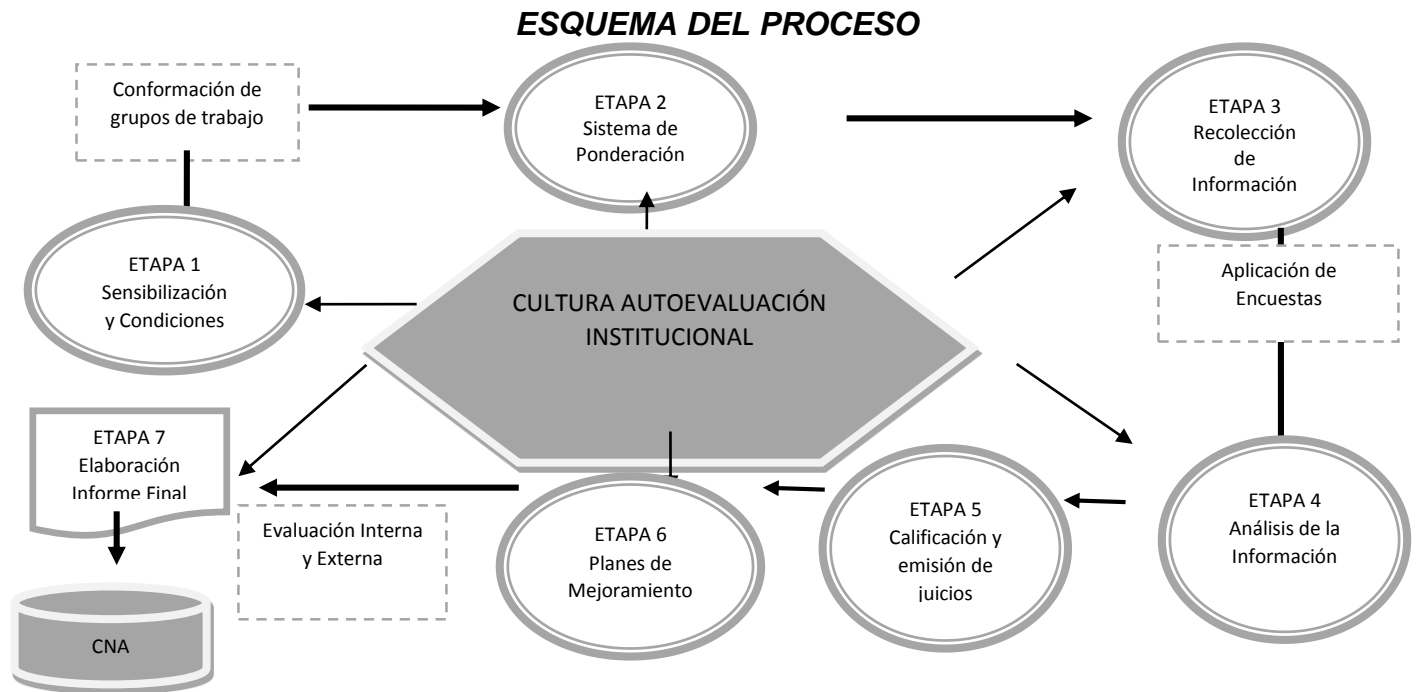 ESQUEMA DEL PROCESO
Conformación de
grupos de trabajo
ETAPA 2
Sistema de
Ponderación
ETAPA 3
Recolección
de
Información
ETAPA 1
Sensibilización
y Condiciones
CULTURA AUTOEVALUACIÓN
INSTITUCIONAL
Aplicación de
Encuestas
ETAPA 7
Elaboración
Informe Final
Evaluación Interna
y Externa
ETAPA 6
Planes de
Mejoramiento
ETAPA 5
Calificación y
emisión de
juicios
ETAPA 4
Análisis de la
Información
CNA